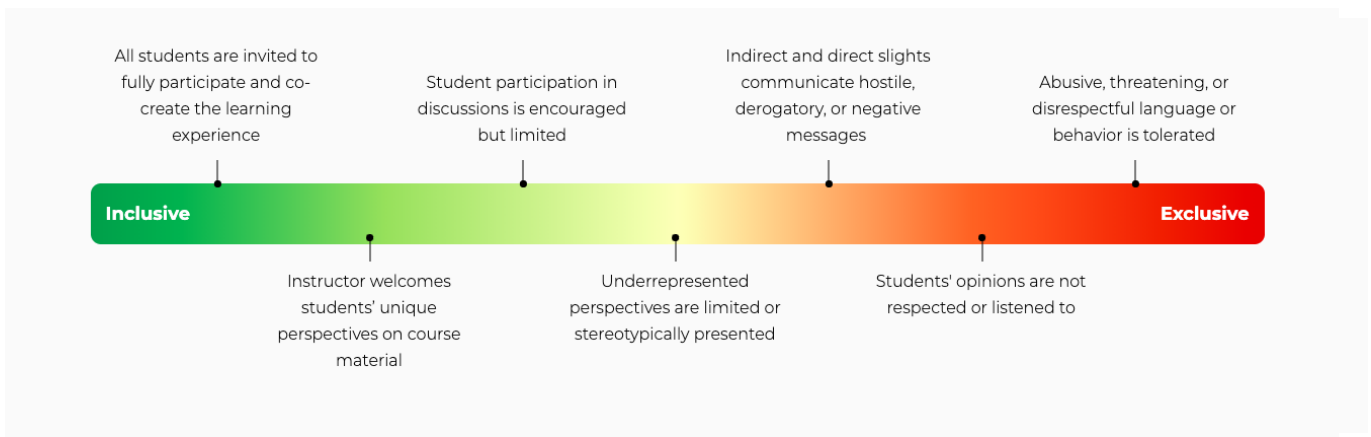 All students are invited to
fully participate and co-
create the learning
experience
Student participation in
discussions is encouraged
but limited
Indirect and direct slights
communicate hostile,
derogatory, or negative
messages
Abusive, threatening, or
disrespectful language or
behavior is tolerated
Inclusive
Exclusive
Instructor welcomes
students’ unique
perspectives on course
material
Underrepresented
perspectives are limited or
stereotypically presented
Students' opinions are not
respected or listened to